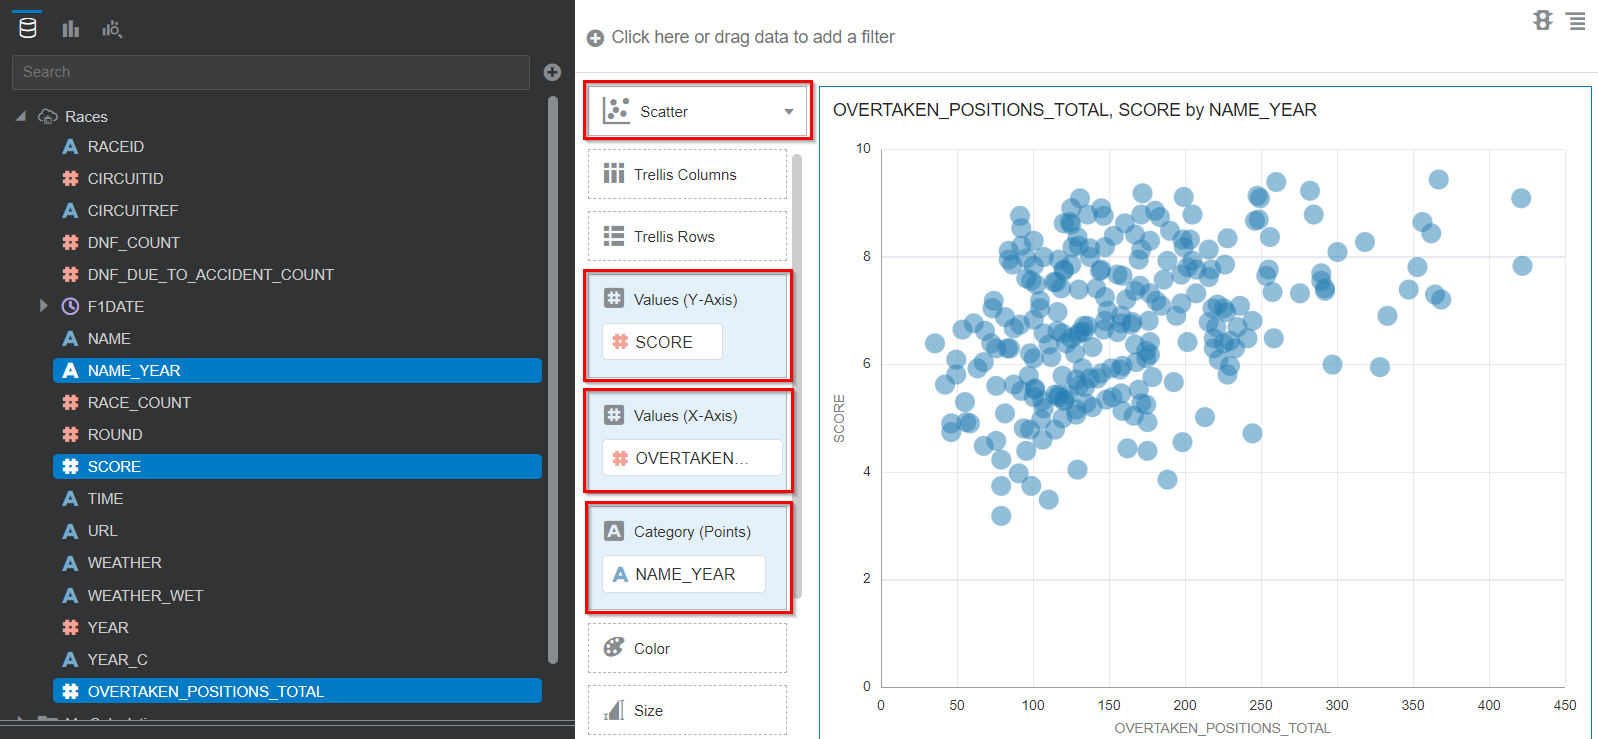 Search
Races
RACEID
CIRCUITID
CIRCUITREF
DNF_COUNT
DNF_DUE_TO_ACCIDENT_COUNT
F1DATE
NAME
NAME_YEAR
RACE_COUNT
ROUND
SCORE
TIME
URL
WEATHER
WEATHER_WET
YEAR
YEAR_C
OVERTAKEN_POSITIONS_TOTAL
Click here or drag data to add a filter
Scatter
Trellis Columns
Trellis Rows
Values (Y-Axis)
SCORE
Values (X-Axis)
OVERTAKEN...
Category (Points)
NAME_YEAR
Color
Size
OVERTAKEN_POSITIONS_TOTAL, SCORE by NAME_YEAR
10
8
6
4
2
0
SCORE
0 50 100 150 200 250 300 350 400 450
OVERTAKEN_POSITIONS_TOTAL